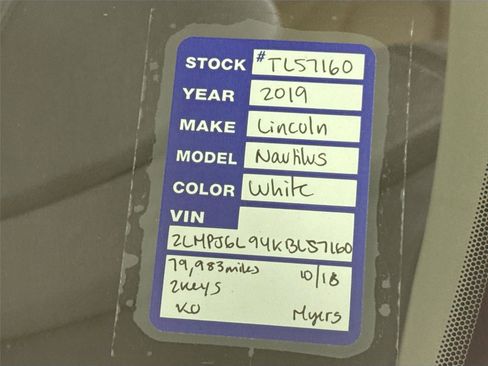 STOCK #TL57160
YEAR 2019
MAKE Lincoln
MODEL Nautilus
COLOR White
VIN
2LMPJ6L94KBL57160
79,983 miles 10/18
2 keys
KO Myers